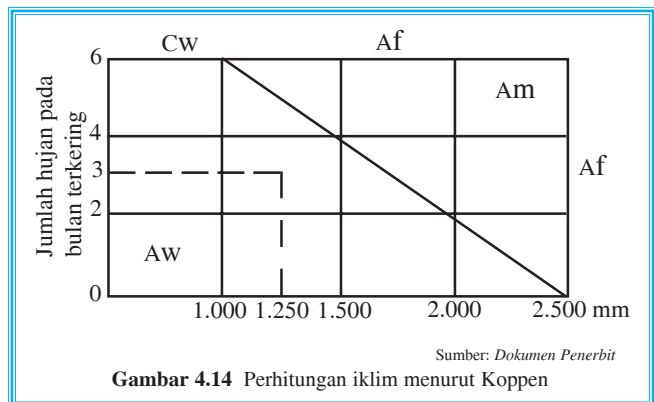 Cw Af
6
Am
Jumlah hujan pada
bulan terkering
4
3
Af
2
Aw
0
1.000 1.250 1.500 2.000 2.500 mm
Sumber: Dokumen Penerbit
Gambar 4.14 Perhitungan iklim menurut Koppen